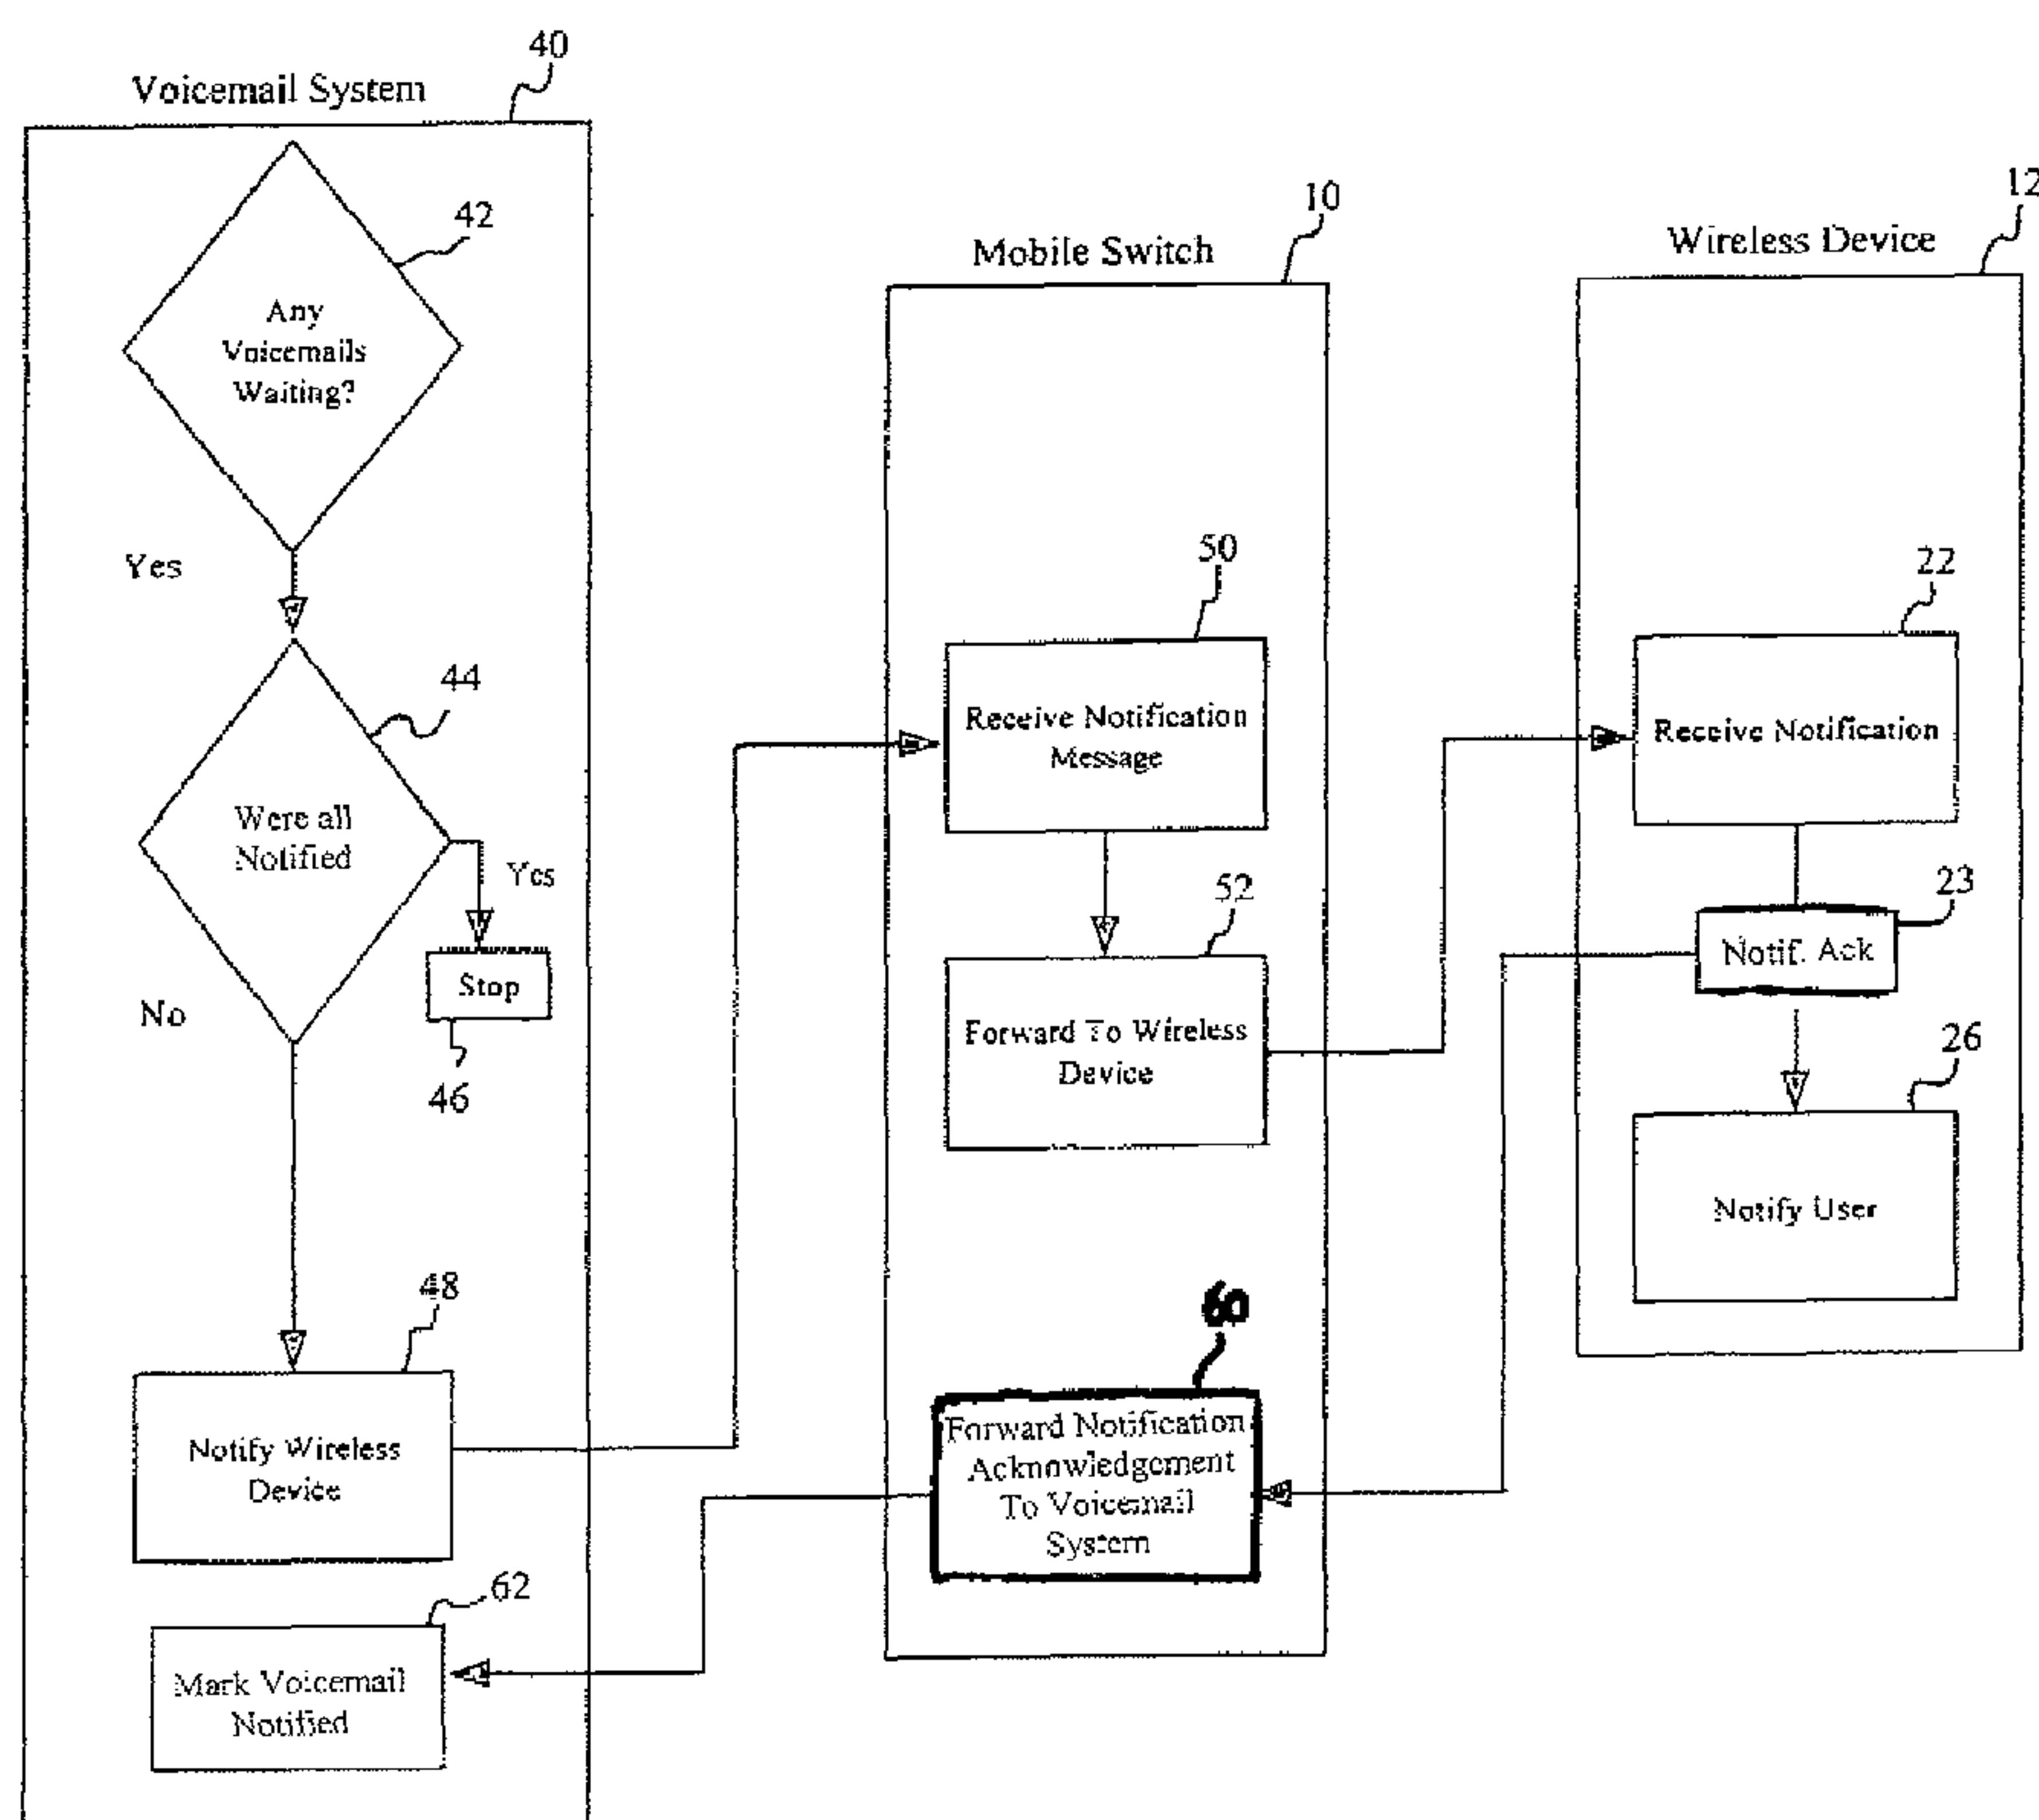 40
Voicemail System
42
Any
Voicemails
Waiting?
Yes
44
Were all
Notified
Yes
Stop
46
No
48
Notify Wireless
Device
62
Mark Voicemail
Notified
10
Mobile Switch
50
Receive Notification
Message
52
Forward To Wireless
Device
60
Forward Notification
Acknowledgement
To Voicemail
System
12
Wireless Device
22
Receive Notification
23
Notif. Ack
26
Notify User